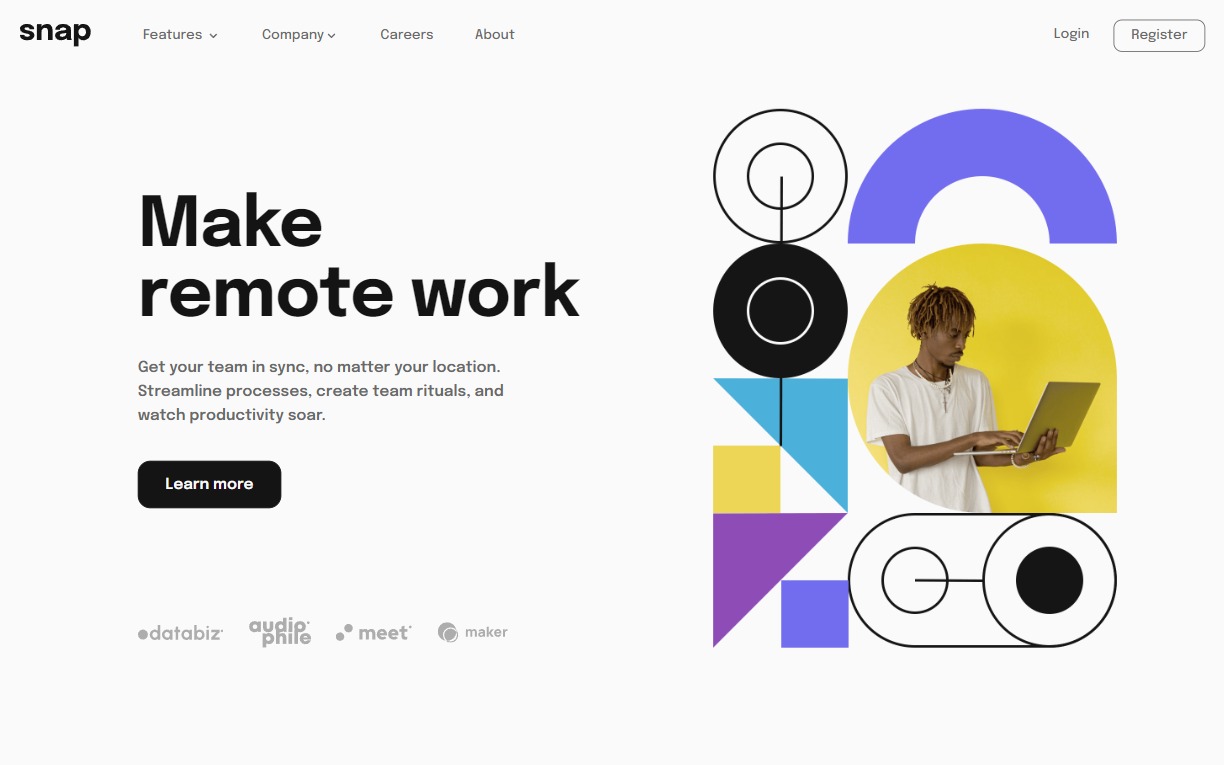 snap
Features
Company
Careers
About
Login
Register
Make
remote work
Get your team in sync, no matter your location.
Streamline processes, create team rituals, and
watch productivity soar.
Learn more
databiz
audiophile
meet
maker